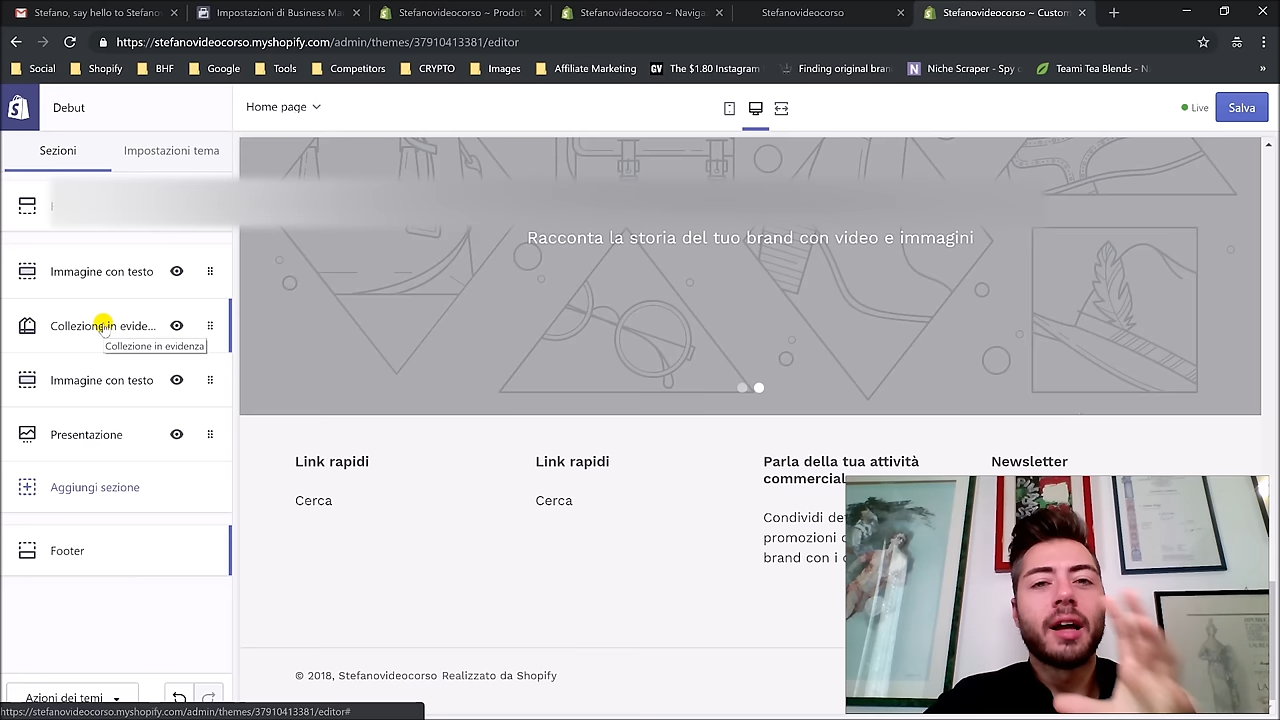 Stefano, say hello to Stefano
Impostazioni di Business Ma
Stefanovideocorso ~ Prodott
Stefanovideocorso ~ Naviga
Stefanovideocorso
Stefanovideocorso ~ Custom
https://stefanovideocorso.myshopify.com/admin/themes/37910413381/editor
Social
Shopify
BHF
Google
Tools
Competitors
CRYPTO
Images
Affiliate Marketing
GV The $1.80 Instagram
Finding original bran
N Niche Scraper - Spy
Teami Tea Blends - N
»
Debut
Home page
Live
Salva
Sezioni
Impostazioni tema
Immagine con testo
Collezione in evide...
Collezione in evidenza
Immagine con testo
Presentazione
Aggiungi sezione
Footer
Azioni dei temi
https://stefanovideocorso.myshopify.com/admin/themes/37910413381/editor#
Racconta la storia del tuo brand con video e immagini
Link rapidi
Cerca
Link rapidi
Cerca
Parla della tua attività
commercial
Condividi de
promozioni
brand con i
Newsletter
© 2018, Stefanovideocorso Realizzato da Shopify